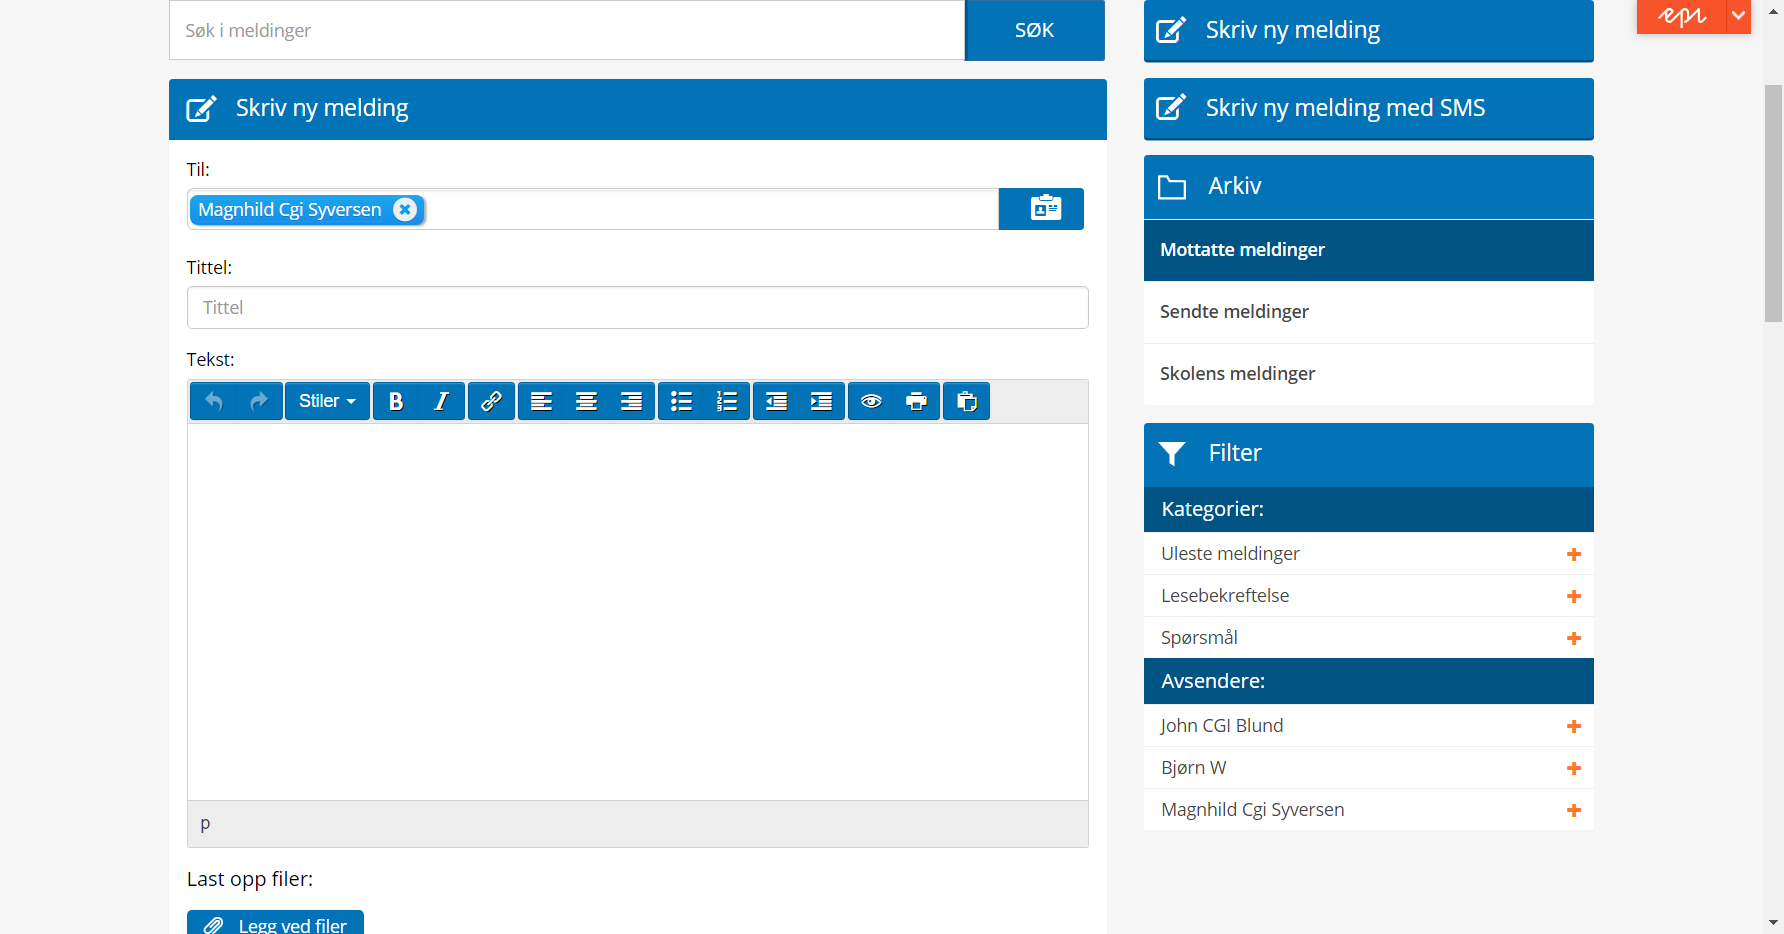 Søk i meldinger
SØK
Skriv ny melding
Til:
Magnhild Cgi Syversen
Tittel:
Tittel
Tekst:
Stiler
B I
p
Last opp filer:
Legg ved filer
epi
Skriv ny melding
Skriv ny melding med SMS
Arkiv
Mottatte meldinger
Sendte meldinger
Skolens meldinger
Filter
Kategorier:
Uleste meldinger
Lesebekreftelse
Spørsmål
Avsendere:
John CGI Blund
Bjørn W
Magnhild Cgi Syversen